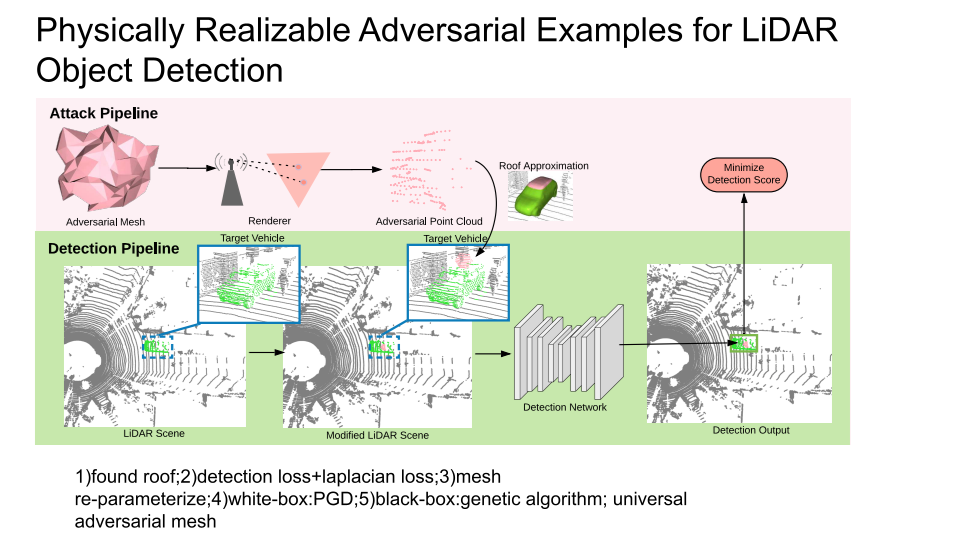 Physically Realizable Adversarial Examples for LiDAR
Object Detection
Attack Pipeline
Roof Approximation
Minimize
Detection Score
Adversarial Mesh
Renderer
Adversarial Point Cloud
Detection Pipeline
Target Vehicle
Target Vehicle
Detection Network
LiDAR Scene
Modified LiDAR Scene
Detection Output
1)found roof;2)detection loss+laplacian loss;3)mesh
re-parameterize;4)white-box:PGD;5)black-box:genetic algorithm; universal
adversarial mesh